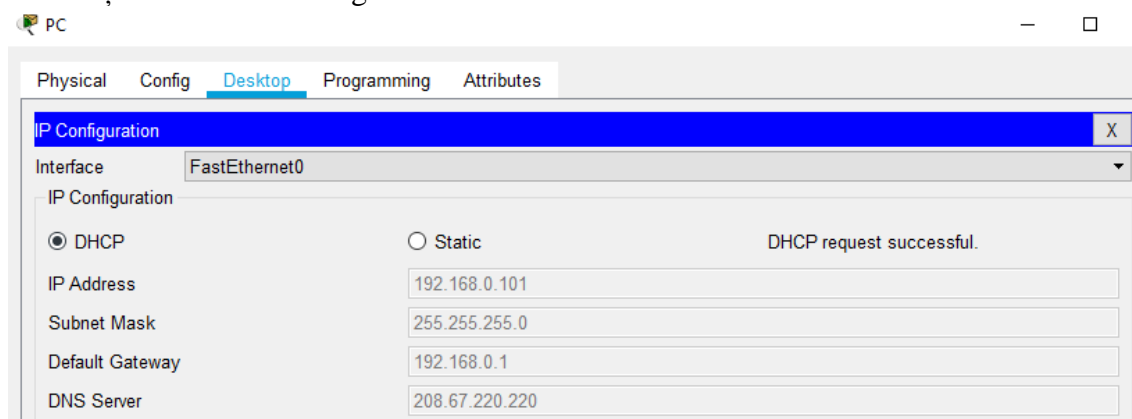 PC
Physical Config Desktop Programming Attributes
IP Configuration X
Interface FastEthernet0
IP Configuration
DHCP Static DHCP request successful.
IP Address 192.168.0.101
Subnet Mask 255.255.255.0
Default Gateway 192.168.0.1
DNS Server 208.67.220.220